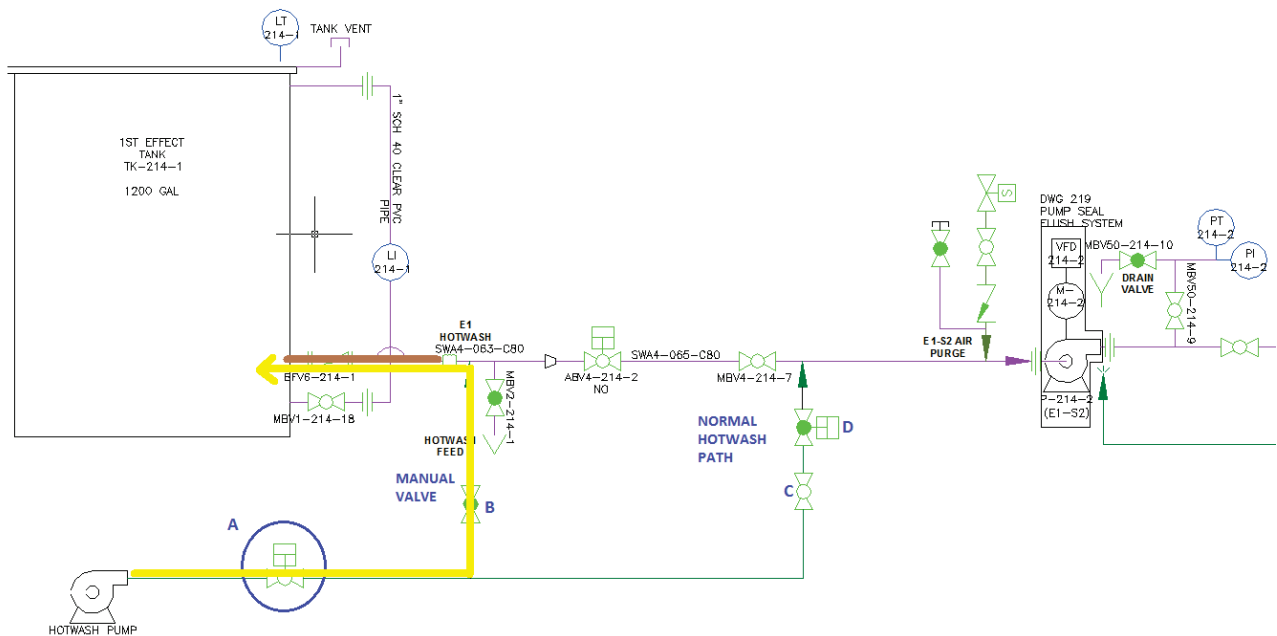 LT
214-1
TANK VENT
1" SCH 40 CLEAR PVC
PIPE
1ST EFFECT
TANK
TK-214-1
1200 GAL
LI
214-1
S
DWG 219
PUMP SEAL
FLUSH SYSTEM
VFD
214-2
M-
214-2
MBV50-214-10
DRAIN
VALVE
PT
214-2
PI
214-2
MBV50-214-9
E1
HOTWASH
SWA4-063-C80
SWA4-065-C80
E1-S2 AIR
PURGE
BFV6-214-1
ABV4-214-2
NO
MBV4-214-7
MBV1-214-18
MBV2-214-1
P-214-2
(E1-S2)
HOTWASH
FEED
NORMAL
HOTWASH
PATH
D
MANUAL
VALVE
B
C
A
HOTWASH PUMP